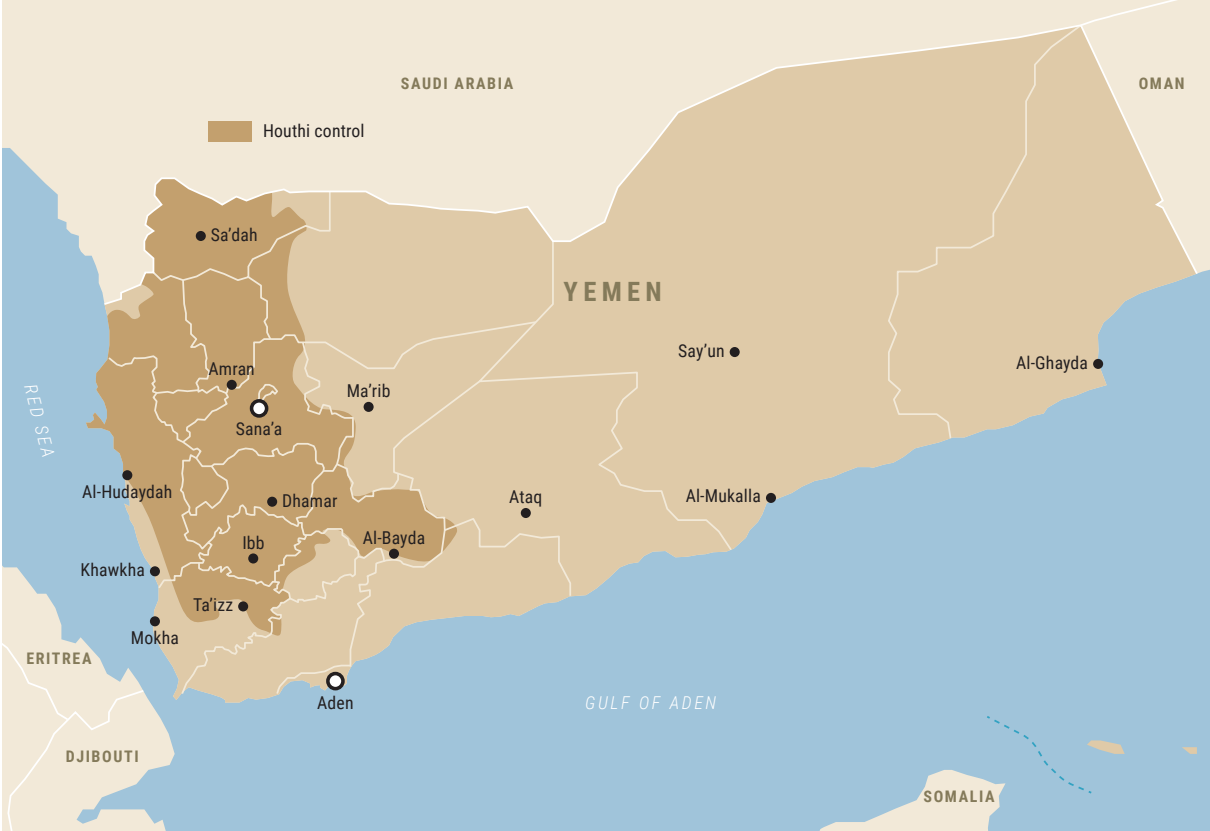 SAUDI ARABIA
OMAN
Houthi control
Sa’dah
YEMEN
Say’un
Al-Ghayda
Amran
Ma’rib
RED SEA
Sana’a
Al-Hudaydah
Dhamar
Ataq
Al-Mukalla
Ibb
Al-Bayda
Khawkha
Ta’izz
Mokha
ERITREA
Aden
GULF OF ADEN
DJIBOUTI
SOMALIA